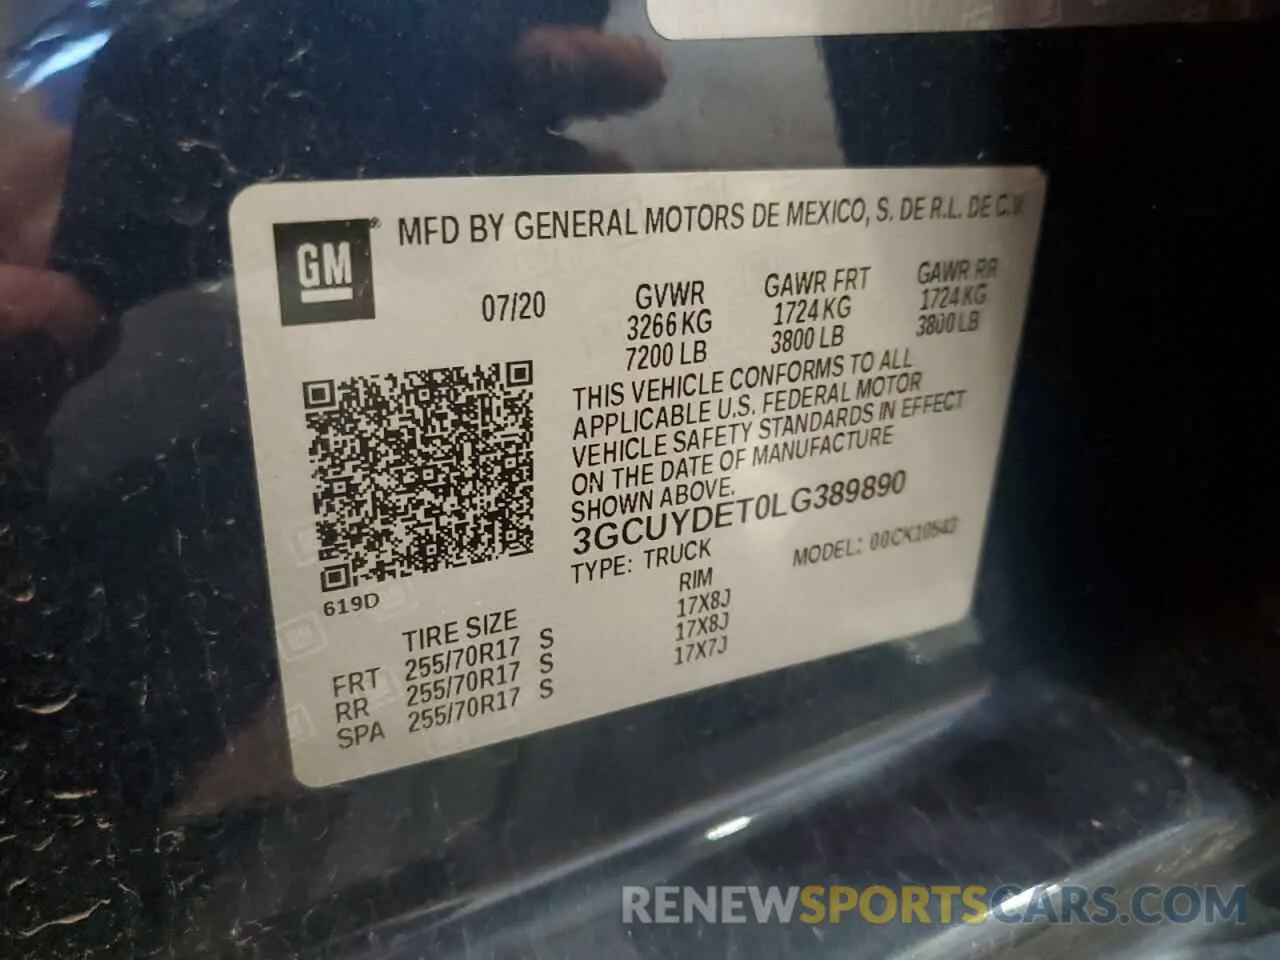 GM® MFD BY GENERAL MOTORS DE MEXICO, S. DE R.L. DE C.V.
07/20
GVWR GAWR FRT GAWR RR
3266 KG 1724 KG 1724 KG
7200 LB 3800 LB 3800 LB
THIS VEHICLE CONFORMS TO ALL
APPLICABLE U.S. FEDERAL MOTOR
VEHICLE SAFETY STANDARDS IN EFFECT
ON THE DATE OF MANUFACTURE
SHOWN ABOVE.
3GCUYDET0LG389890
TYPE: TRUCK MODEL: 00CK10543
619D
TIRE SIZE RIM
FRT 255/70R17 S 17X8J
RR 255/70R17 S 17X8J
SPA 255/70R17 S 17X7J
RENEWSPORTSCARS.COM